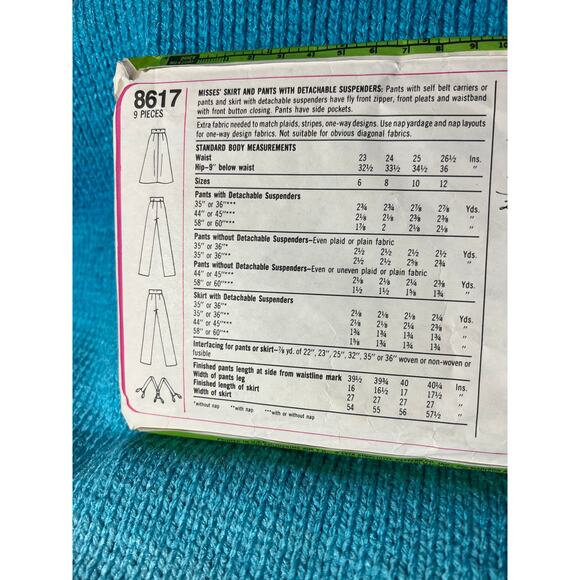 8617
9 PIECES
MISSES' SKIRT AND PANTS WITH DETACHABLE SUSPENDERS: Pants with self belt carriers or
pants and skirt with detachable suspenders have fly front zipper, front pleats and waistband
with front button closing. Pants have side pockets.
Extra fabric needed to match plaids, stripes, one-way designs. Use nap yardage and nap layouts
for one-way design fabrics. Not suitable for obvious diagonal fabrics.
STANDARD BODY MEASUREMENTS
Waist 23 24 25 26½ Ins.
Hip–9" below waist 32½ 33½ 34½ 36 "
Sizes 6 8 10 12
Pants with Detachable Suspenders
35" or 36"*** 2¾ 2¾ 2⅞ 2⅞ Yds.
44" or 45"*** 2⅛ 2⅛ 2⅜ 2⅜ "
58" or 60"*** 1⅞ 2 2⅛ 2⅛ "
Pants without Detachable Suspenders–Even plaid or plain fabric
35" or 36"* 2½ 2½ 2½ 2½ Yds.
35" or 36"** 2½ 2½ 2⅝ 2¾ "
Pants without Detachable Suspenders–Even or uneven plaid or plain fabric
44" or 45"*** 2⅛ 2⅛ 2¼ 2⅜ Yds.
58" or 60"*** 1½ 1½ 1⅝ 1¾ "
Skirt with Detachable Suspenders
35" or 36"* 2⅛ 2⅛ 2⅛ 2¼ Yds.
35" or 36"** 2⅛ 2⅛ 2¼ 2⅜ "
44" or 45"*** 1¾ 1¾ 1¾ 1¾ "
58" or 60"*** 1⅝ 1¾ 1¾ 1¾ "
Interfacing for pants or skirt–⅞ yd. of 22", 23", 25", 32", 35" or 36" woven or non-woven or
fusible
Finished pants length at side from waistline mark 39½ 39¾ 40 40¼ Ins.
Width of pants leg 16 16½ 17 17½ "
Finished length of skirt 27 27 27 27 "
Width of skirt 54 55 56 57½ "
*without nap **with nap ***with or without nap
1 2 3 4 5 6 7 8 9 10